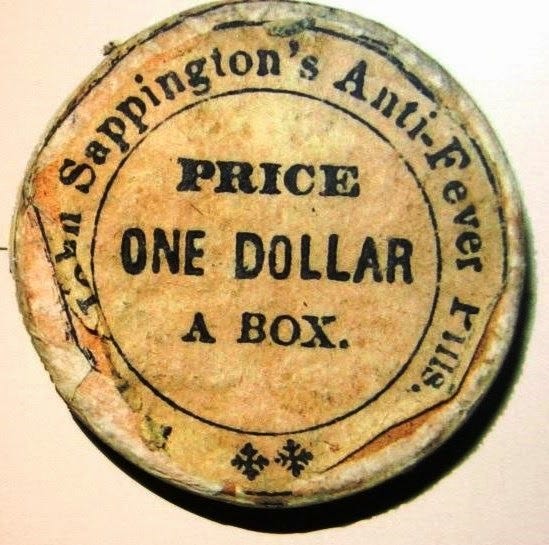 John Sappington's Anti-Fever Pills.
PRICE
ONE DOLLAR
A BOX.